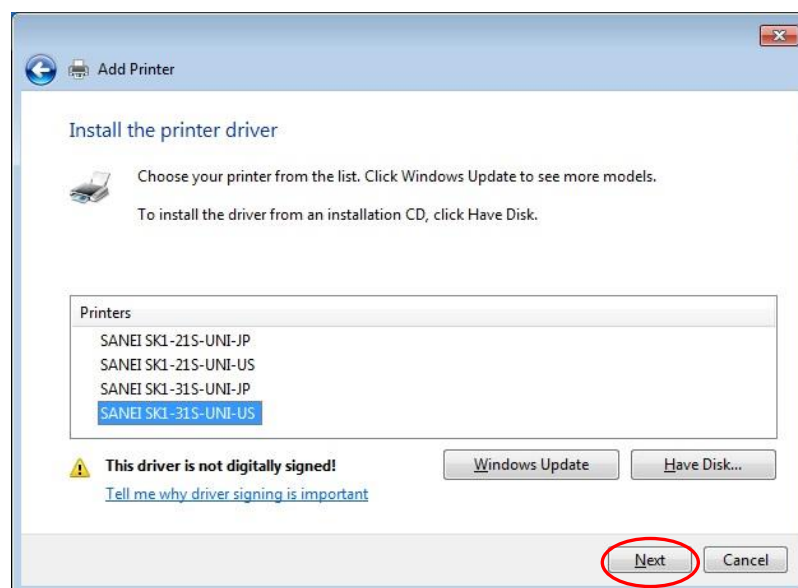 Add Printer
Install the printer driver
Choose your printer from the list. Click Windows Update to see more models.
To install the driver from an installation CD, click Have Disk.
Printers
SANEI SK1-21S-UNI-JP
SANEI SK1-21S-UNI-US
SANEI SK1-31S-UNI-JP
SANEI SK1-31S-UNI-US
This driver is not digitally signed!
Windows Update
Have Disk...
Tell me why driver signing is important
Next
Cancel